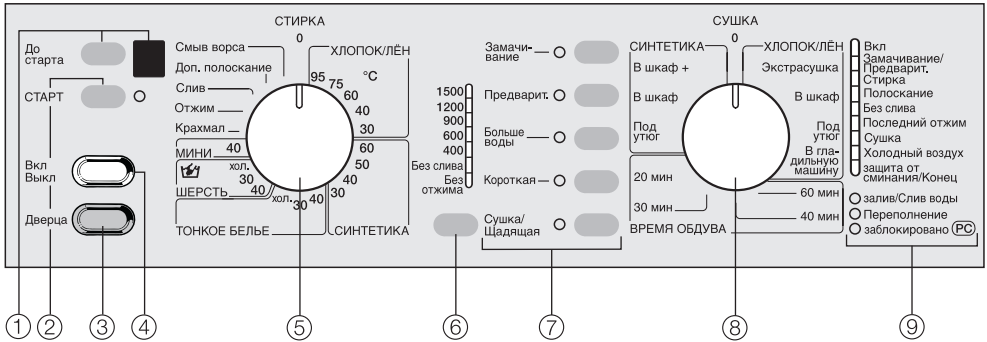 СТИРКА
СУШКА
До
старта
СТАРТ
Вкл
Выкл
Дверца
0
Смыв ворса
Доп. полоскание
Слив
Отжим
Крахмал
МИНИ 40
хол. 30
ШЕРСТЬ 40
хол. 30 40
ТОНКОЕ БЕЛЬЕ
ХЛОПОК/ЛЁН
°C
95
75
60
40
30
60
50
40
30
СИНТЕТИКА
1500
1200
900
600
400
Без слива
Без
отжима
Замачи-
вание
Предварит.
Больше
воды
Короткая
Сушка/
Щадящая
0
СИНТЕТИКА
В шкаф +
В шкаф
Под
утюг
20 мин
30 мин
ВРЕМЯ ОБДУВА
ХЛОПОК/ЛЁН
Экстрасушка
В шкаф
Под
утюг
В гла-
дильную
машину
60 мин
40 мин
Вкл
Замачивание/
Предварит.
Стирка
Полоскание
Без слива
Последний отжим
Сушка
Холодный воздух
защита от
сминания/Конец
залив/Слив воды
Переполнение
заблокировано PC
1 2 3 4 5 6 7 8 9